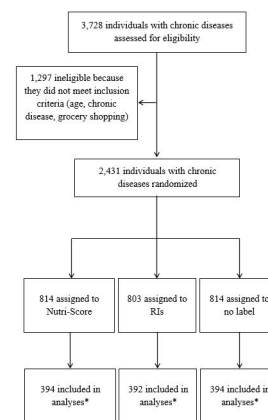 3,728 individuals with chronic diseases
assessed for eligibility
1,297 ineligible because
they did not meet inclusion
criteria (age, chronic
disease, grocery shopping)
2,431 individuals with chronic
diseases randomized
814 assigned to
Nutri-Score
803 assigned to
RIs
814 assigned to
no label
394 included in
analyses*
392 included in
analyses*
394 included in
analyses*